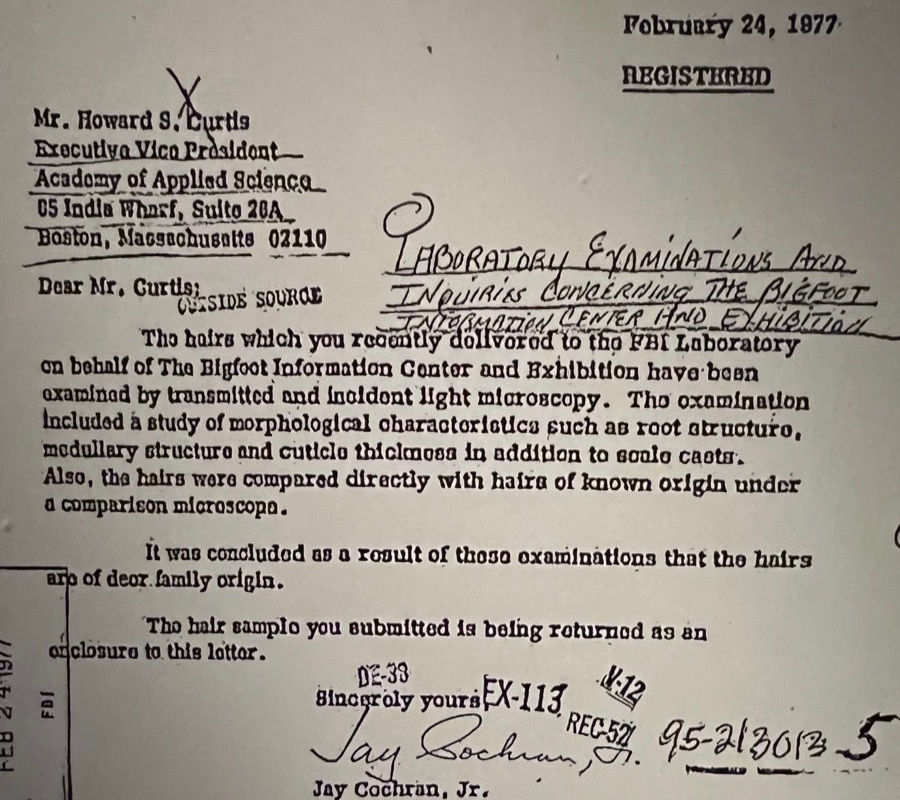 February 24, 1977
REGISTERED
Mr. Howard S. Curtis
Executive Vice President
Academy of Applied Science
65 India Wharf, Suite 20A
Boston, Massachusetts 02110
LABORATORY EXAMINATIONS AND
INQUIRIES CONCERNING THE BIGFOOT
INFORMATION CENTER AND EXHIBITION
Dear Mr. Curtis:
OUTSIDE SOURCE
The hairs which you recently delivered to the FBI Laboratory
on behalf of The Bigfoot Information Center and Exhibition have been
examined by transmitted and incident light microscopy. The examination
included a study of morphological characteristics such as root structure,
medullary structure and cuticle thickness in addition to scale casts.
Also, the hairs were compared directly with hairs of known origin under
a comparison microscope.
It was concluded as a result of these examinations that the hairs
are of deer family origin.
The hair sample you submitted is being returned as an
enclosure to this letter.
DE-33
Sincerely yours, EX-113
V-12
REC-52
95-213013 5
Jay Cochran, Jr.
Jay Cochran, Jr.
FEB 24 1977
FBI